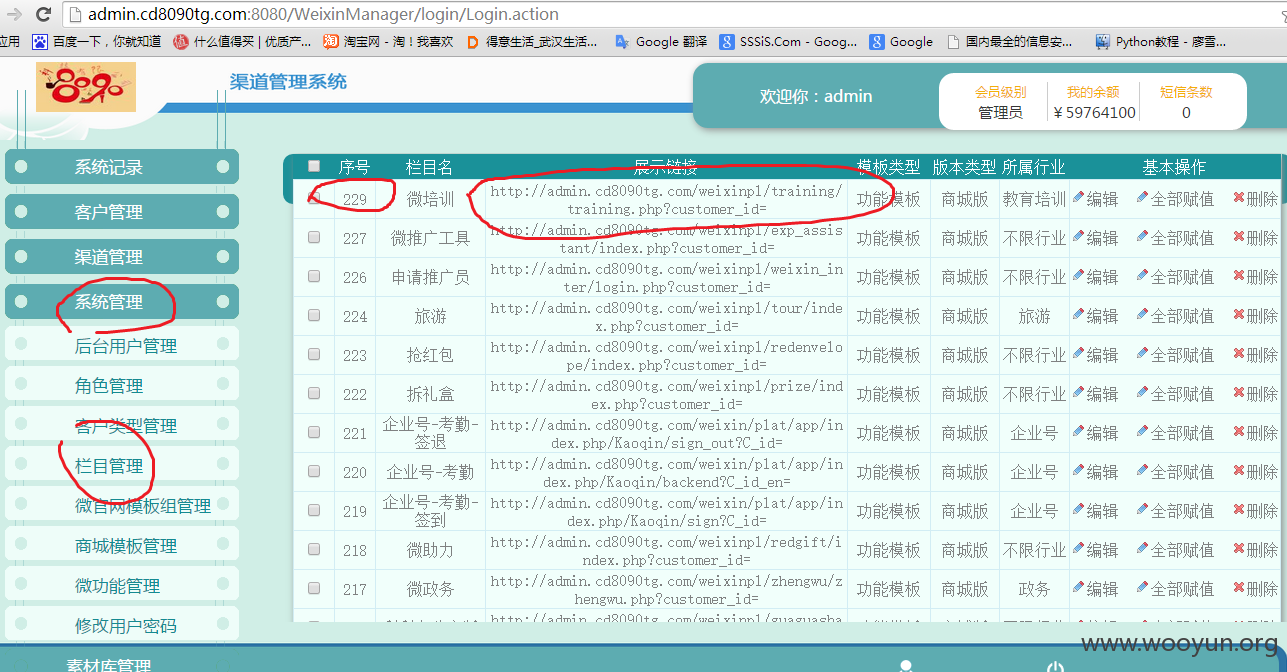 admin.cd8090tg.com:8080/WeixinManager/login/Login.action
应用 百度一下，你就知道 什么值得买 | 优质产... 淘宝网 - 淘！我喜欢 得意生活_武汉生活... Google 翻译 SSSiS.Com - Goog... Google 国内最全的信息安... Python教程 - 廖雪...
8090
渠道管理系统
欢迎你：admin
会员级别 我的余额 短信条数
管理员 ¥59764100 0
系统记录
客户管理
渠道管理
系统管理
后台用户管理
角色管理
客户类型管理
栏目管理
微官网模板组管理
商城模板管理
微功能管理
修改用户密码
素材库管理
序号 栏目名 展示链接 模板类型 版本类型 所属行业 基本操作
229 微培训 http://admin.cd8090tg.com/weixinpl/training/
training.php?customer_id= 功能模板 商城版 教育培训 编辑 全部赋值 删除
227 微推广工具 http://admin.cd8090tg.com/weixinpl/exp_assis
tant/index.php?customer_id= 功能模板 商城版 不限行业 编辑 全部赋值 删除
226 申请推广员 http://admin.cd8090tg.com/weixinpl/weixin_in
ter/login.php?customer_id= 功能模板 商城版 不限行业 编辑 全部赋值 删除
224 旅游 http://admin.cd8090tg.com/weixinpl/tour/inde
x.php?customer_id= 功能模板 商城版 旅游 编辑 全部赋值 删除
223 抢红包 http://admin.cd8090tg.com/weixinpl/redenvelo
pe/index.php?customer_id= 功能模板 商城版 不限行业 编辑 全部赋值 删除
222 拆礼盒 http://admin.cd8090tg.com/weixinpl/prize/ind
ex.php?customer_id= 功能模板 商城版 不限行业 编辑 全部赋值 删除
221 企业号-考勤-
签退 http://admin.cd8090tg.com/weixin/plat/app/in
dex.php/Kaoqin/sign_out?C_id= 功能模板 商城版 企业号 编辑 全部赋值 删除
220 企业号-考勤 http://admin.cd8090tg.com/weixin/plat/app/in
dex.php/Kaoqin/backend?C_id_en= 功能模板 商城版 企业号 编辑 全部赋值 删除
219 企业号-考勤-
签到 http://admin.cd8090tg.com/weixin/plat/app/in
dex.php/Kaoqin/sign?C_id= 功能模板 商城版 企业号 编辑 全部赋值 删除
218 微助力 http://admin.cd8090tg.com/weixinpl/redgift/i
ndex.php?customer_id= 功能模板 商城版 不限行业 编辑 全部赋值 删除
217 微政务 http://admin.cd8090tg.com/weixinpl/zhengwu/z
hengwu.php?customer_id= 功能模板 商城版 政务 编辑 全部赋值 删除
www.wooyun.org